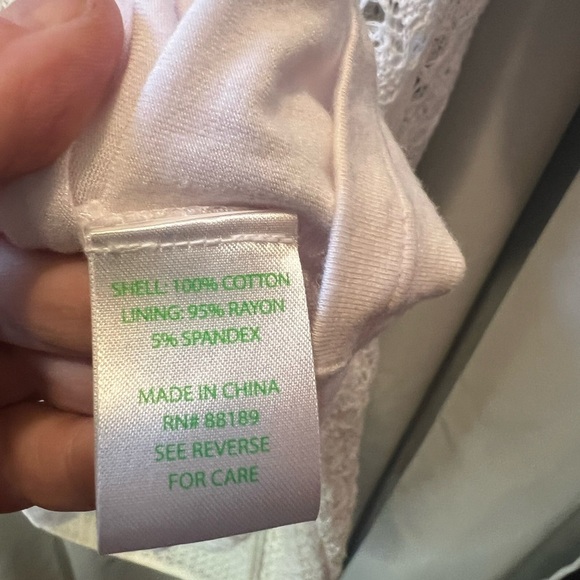 SHELL: 100% COTTON
LINING: 95% RAYON
5% SPANDEX
MADE IN CHINA
RN# 88189
SEE REVERSE
FOR CARE